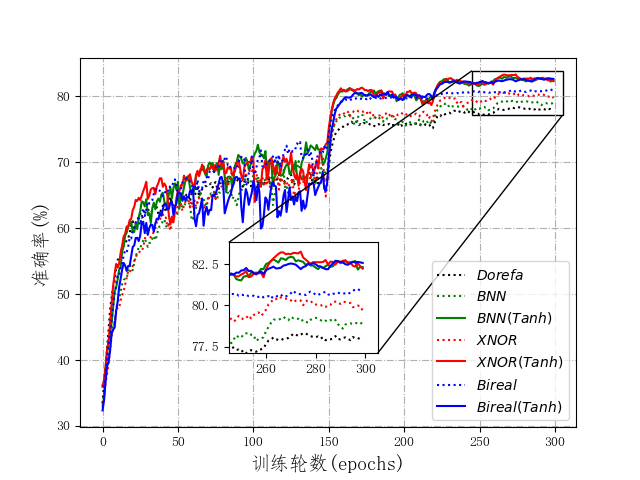 准确率(%)
80
70
60
50
40
30
0
50
100
150
200
250
300
训练轮数(epochs)
82.5
80.0
77.5
260
280
300
Dorefa
BNN
BNN(Tanh)
XNOR
XNOR(Tanh)
Bireal
Bireal(Tanh)